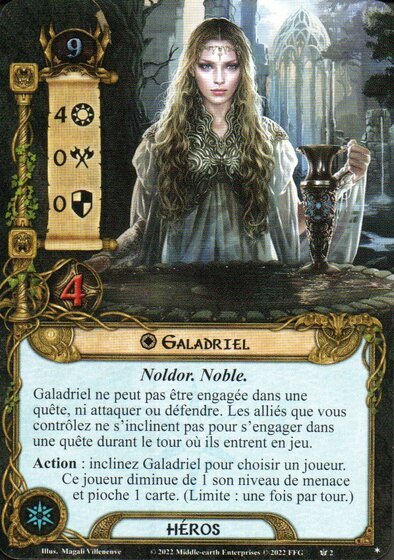 9
4
0
0
4
GALADRIEL
Noldor. Noble.
Galadriel ne peut pas être engagée dans une
quête, ni attaquer ou défendre. Les alliés que vous
contrôlez ne s'inclinent pas pour s'engager dans
une quête durant le tour où ils entrent en jeu.
Action : inclinez Galadriel pour choisir un joueur.
Ce joueur diminue de 1 son niveau de menace
et pioche 1 carte. (Limite : une fois par tour.)
HÉROS
Illus. Magali Villeneuve © 2022 Middle-earth Enterprises © 2022 FFG 2